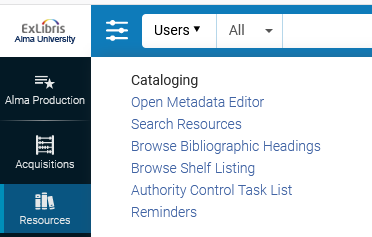 ExLibris
Alma University
Users
All
Alma Production
Acquisitions
Resources
Cataloging
Open Metadata Editor
Search Resources
Browse Bibliographic Headings
Browse Shelf Listing
Authority Control Task List
Reminders